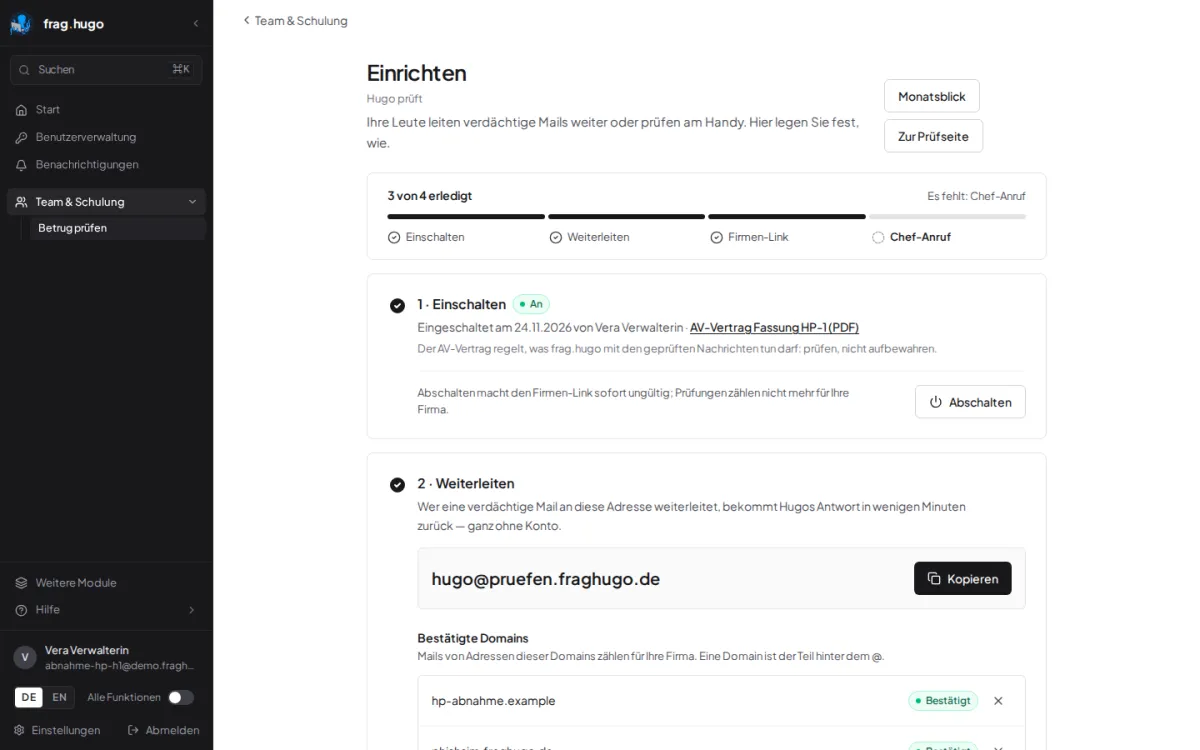 frag.hugo
Suchen ⌘K
Start
Benutzerverwaltung
Benachrichtigungen
Team & Schulung
Betrug prüfen
Weitere Module
Hilfe
V
Vera Verwalterin
abnahme-hp-h1@demo.fragh...
DE EN Alle Funktionen
Einstellungen Abmelden
Team & Schulung
Einrichten
Hugo prüft
Ihre Leute leiten verdächtige Mails weiter oder prüfen am Handy. Hier legen Sie fest,
wie.
Monatsblick
Zur Prüfseite
3 von 4 erledigt Es fehlt: Chef-Anruf
Einschalten Weiterleiten Firmen-Link Chef-Anruf
1 · Einschalten An
Eingeschaltet am 24.11.2026 von Vera Verwalterin · AV-Vertrag Fassung HP-1 (PDF)
Der AV-Vertrag regelt, was frag.hugo mit den geprüften Nachrichten tun darf: prüfen, nicht aufbewahren.
Abschalten macht den Firmen-Link sofort ungültig; Prüfungen zählen nicht mehr für Ihre
Firma.
Abschalten
2 · Weiterleiten
Wer eine verdächtige Mail an diese Adresse weiterleitet, bekommt Hugos Antwort in wenigen Minuten
zurück — ganz ohne Konto.
hugo@pruefen.fraghugo.de Kopieren
Bestätigte Domains
Mails von Adressen dieser Domains zählen für Ihre Firma. Eine Domain ist der Teil hinter dem @.
hp-abnahme.example Bestätigt